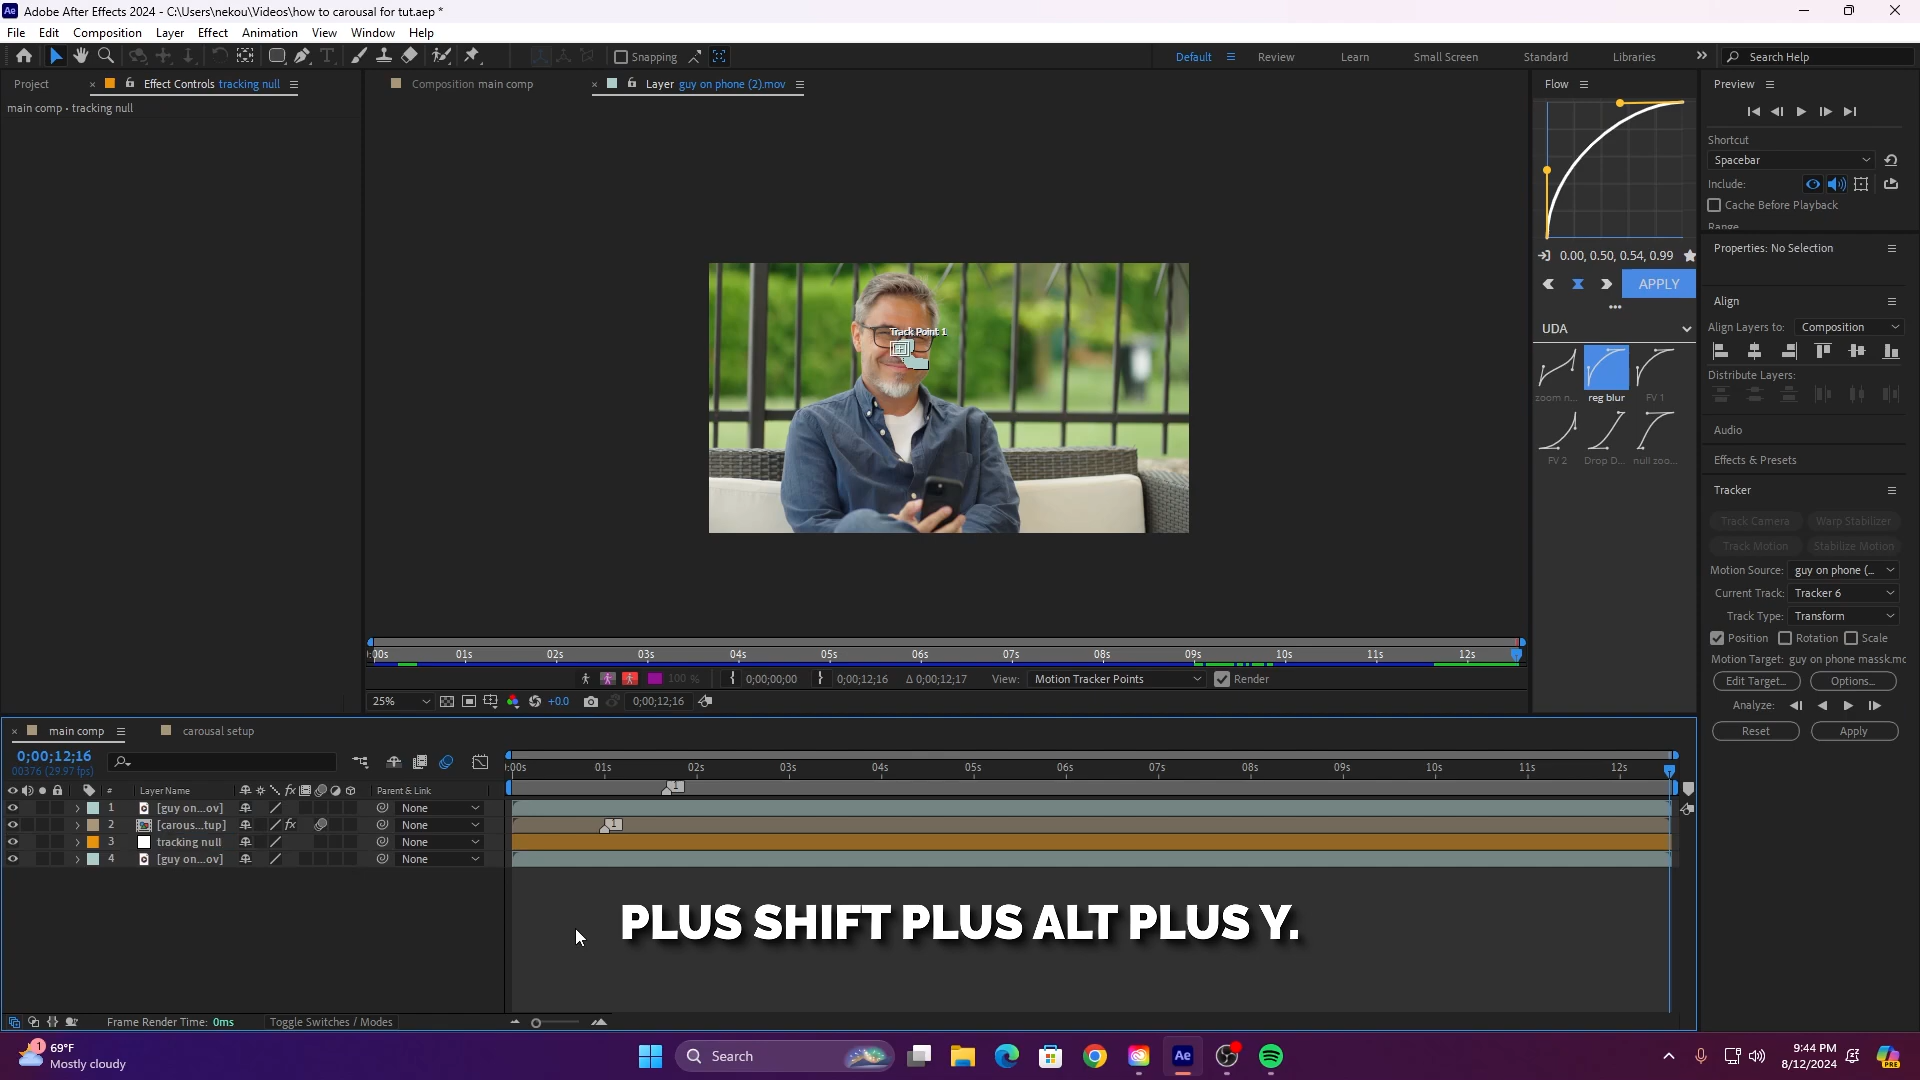 Adobe After Effects 2024 - C:\Users\nekou\Videos\how to carousal for tut.aep *
File Edit Composition Layer Effect Animation View Window Help
Snapping
Default Review Learn Small Screen Standard Libraries
Search Help
Project
Effect Controls tracking null
main comp • tracking null
Composition main comp
Layer guy on phone (2).mov
Track Point 1
:00s 01s 02s 03s 04s 05s 06s 07s 08s 09s 10s 11s 12s
100 %
0;00;00;00
0;00;12;16
Δ 0;00;12;17
View: Motion Tracker Points
Render
25%
+0.0
0;00;12;16
Flow
0.00, 0.50, 0.54, 0.99
APPLY
UDA
zoom n...
reg blur
FV 1
FV 2
Drop D...
null zoo...
Preview
Shortcut
Spacebar
Include:
Cache Before Playback
Range
Properties: No Selection
Align
Align Layers to: Composition
Distribute Layers:
Audio
Effects & Presets
Tracker
Track Camera Warp Stabilizer
Track Motion Stabilize Motion
Motion Source: guy on phone (...
Current Track: Tracker 6
Track Type: Transform
Position Rotation Scale
Motion Target: guy on phone massk.mc
Edit Target... Options...
Analyze:
Reset Apply
main comp
carousal setup
0;00;12;16
00376 (29.97 fps)
# Layer Name fx Parent & Link
:00s 01s 02s 03s 04s 05s 06s 07s 08s 09s 10s 11s 12s
1
1 [guy on...ov] None
2 [carous...tup] fx None 1
3 tracking null None
4 [guy on...ov] None
PLUS SHIFT PLUS ALT PLUS Y.
Frame Render Time: 0ms
Toggle Switches / Modes
1
69°F
Mostly cloudy
Search
Ae
9:44 PM
8/12/2024
PRE